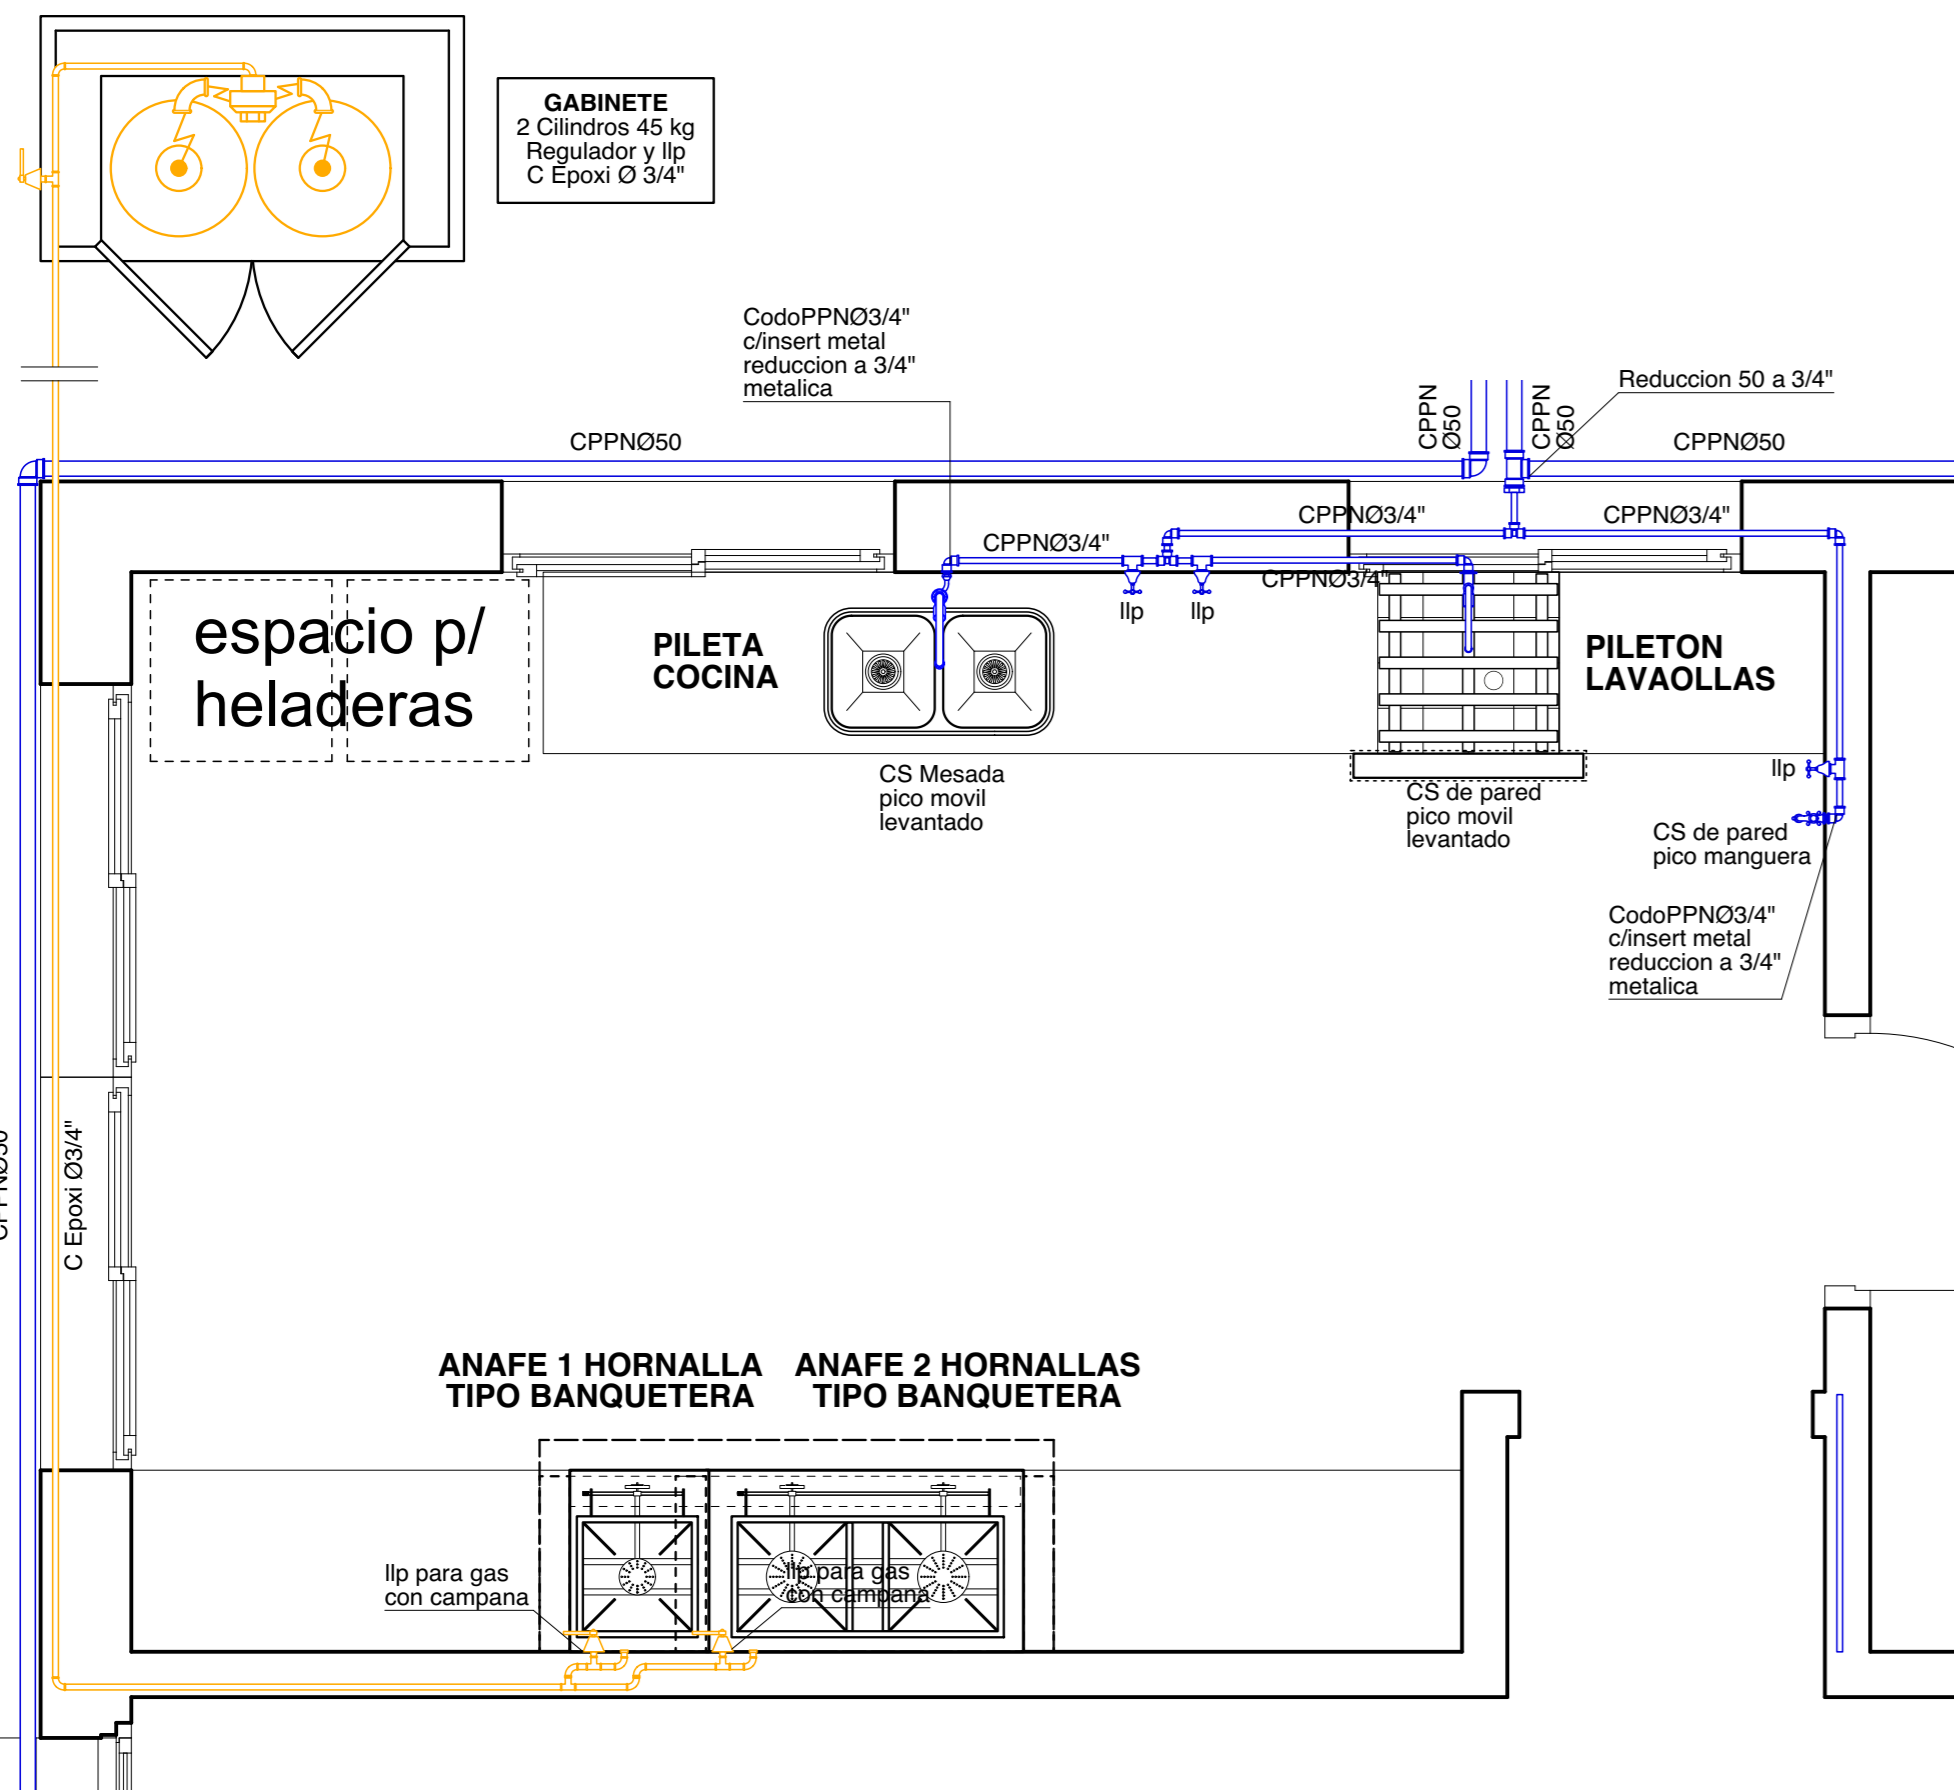 GABINETE
2 Cilindros 45 kg
Regulador y llp
C Epoxi Ø 3/4"
CodoPPNØ3/4"
c/insert metal
reduccion a 3/4"
metalica
CPPN
Ø50
CPPN
Ø50
Reduccion 50 a 3/4"
CPPNØ50
CPPNØ50
CPPNØ3/4"
CPPNØ3/4"
CPPNØ3/4"
CPPNØ3/4"
llp
llp
espacio p/
heladeras
PILETA
COCINA
PILETON
LAVAOLLAS
CS Mesada
pico movil
levantado
CS de pared
pico movil
levantado
llp
CS de pared
pico manguera
CodoPPNØ3/4"
c/insert metal
reduccion a 3/4"
metalica
CPPNØ50
C Epoxi Ø3/4"
ANAFE 1 HORNALLA
TIPO BANQUETERA
ANAFE 2 HORNALLAS
TIPO BANQUETERA
llp para gas
con campana
llp para gas
con campana